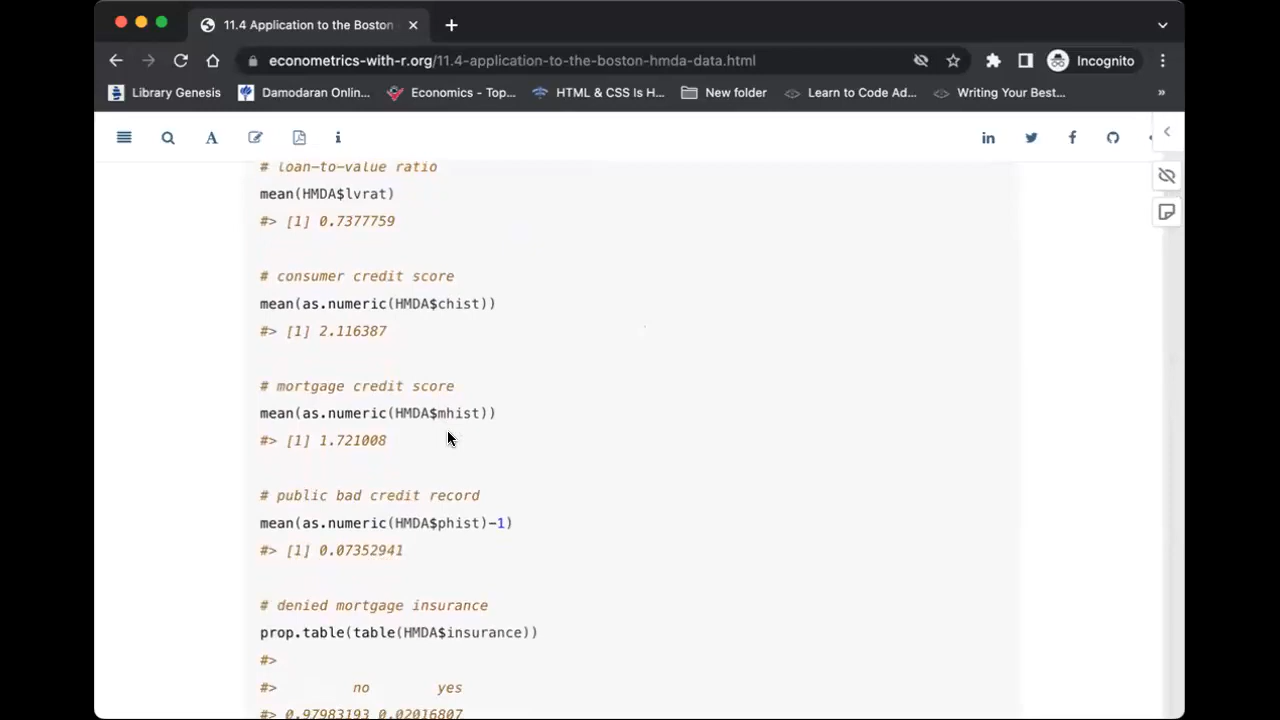 11.4 Application to the Boston
econometrics-with-r.org/11.4-application-to-the-boston-hmda-data.html
Incognito
Library Genesis
Damodaran Onlin...
Economics - Top...
HTML & CSS Is H...
New folder
Learn to Code Ad...
Writing Your Best...
»
# loan-to-value ratio
mean(HMDA$lvrat)
#> [1] 0.7377759
# consumer credit score
mean(as.numeric(HMDA$chist))
#> [1] 2.116387
# mortgage credit score
mean(as.numeric(HMDA$mhist))
#> [1] 1.721008
# public bad credit record
mean(as.numeric(HMDA$phist)-1)
#> [1] 0.07352941
# denied mortgage insurance
prop.table(table(HMDA$insurance))
#>
#> no yes
#> 0.97983193 0.02016807